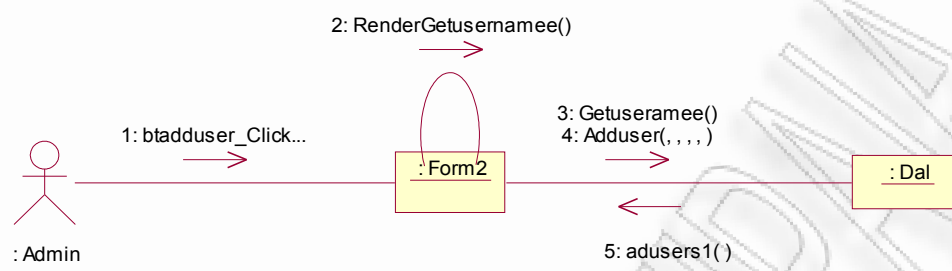 2: RenderGetusernamee()
3: Getuseramee()
1: btadduser_Click...
4: Adduser(, , , , )
: Form2
: Dal
: Admin
5: adusers1( )